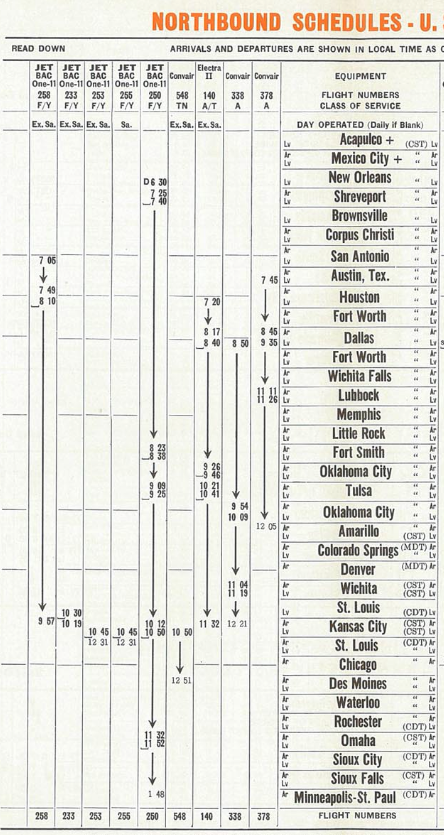 NORTHBOUND SCHEDULES - U.
READ DOWN ARRIVALS AND DEPARTURES ARE SHOWN IN LOCAL TIME AS
JET JET JET JET JET Electra
BAC BAC BAC BAC BAC Convair II Convair Convair EQUIPMENT
One-11 One-11 One-11 One-11 One-11
258 233 253 255 250 548 140 338 378 FLIGHT NUMBERS
F/Y F/Y F/Y F/Y F/Y TN A/T A A CLASS OF SERVICE
Ex. Sa. Ex. Sa. Ex. Sa. Sa. Ex. Sa. Ex. Sa. DAY OPERATED (Daily if Blank)
Lv Acapulco + (CST) Lv
Ar Lv Mexico City + " Ar Lv
D 6 30 Lv New Orleans " Lv
7 25 Ar Shreveport " Ar
7 40 Lv " Lv
Lv Brownsville " Lv
Ar Lv Corpus Christi " Ar Lv
7 05 Ar Lv San Antonio " Ar Lv
7 45 Ar Lv Austin, Tex. " Ar Lv
7 49 Ar Houston " Ar
8 10 7 20 Lv " Lv
Ar Lv Fort Worth " Ar Lv
8 17 8 45 Ar Dallas " Ar
8 40 8 50 9 35 Lv " Lv
Ar Lv Fort Worth " Ar Lv
Ar Lv Wichita Falls " Ar Lv
11 11 Ar Lubbock " Ar
11 26 Lv " Lv
Ar Lv Memphis " Ar Lv
Ar Lv Little Rock " Ar Lv
8 23 Ar Fort Smith " Ar
8 38 Lv " Lv
9 26 Ar Oklahoma City " Ar
9 46 Lv " Lv
9 09 10 21 Ar Tulsa " Ar
9 25 10 41 Lv " Lv
9 54 Ar Oklahoma City " Ar
10 09 Lv " Lv
12 05 Ar Amarillo " Ar
Lv (CST) Lv
Ar Lv Colorado Springs (MDT) Ar " Lv
Ar Denver (MDT) Ar
11 04 Ar Wichita (CST) Ar
11 19 Lv (CST) Lv
10 30 Lv St. Louis (CDT) Lv
9 57 10 19 10 12 11 32 12 21 Ar Kansas City (CST) Ar
10 45 10 45 10 50 10 50 Lv (CST) Lv
12 31 12 31 Ar St. Louis (CDT) Ar
Lv " Lv
Ar Chicago " Ar
12 51 Ar Lv Des Moines " Ar Lv
Ar Lv Waterloo " Ar Lv
Ar Rochester " Ar
Lv (CDT) Lv
11 32 Ar Omaha (CST) Ar
11 52 Lv " Lv
Ar Lv Sioux City (CDT) Ar " Lv
Ar Lv Sioux Falls (CST) Ar " Lv
1 48 Ar Minneapolis-St. Paul (CDT) Ar
258 233 253 255 250 548 140 338 378 FLIGHT NUMBERS